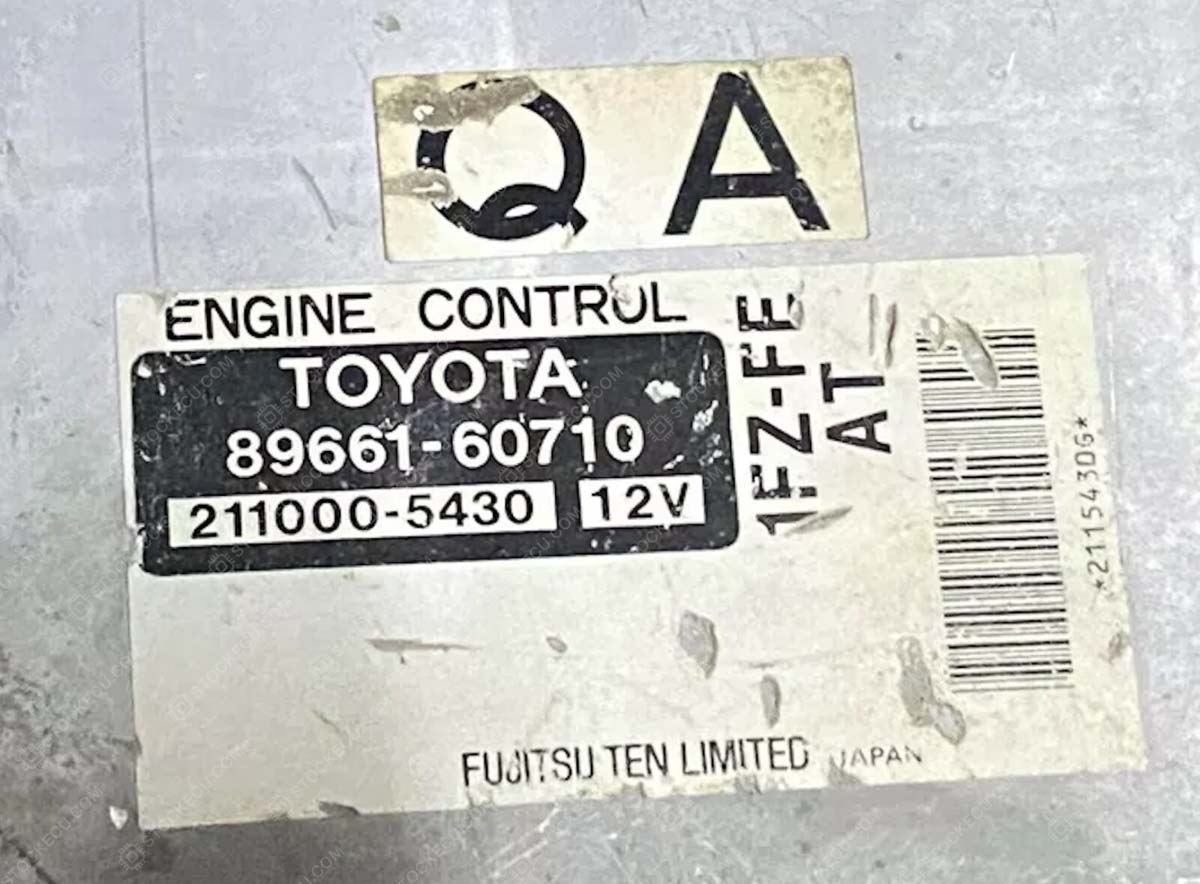 QA
ENGINE CONTROL
TOYOTA
89661-60710
211000-5430 12V
1FZ-FE
AT
*2115430G*
FUJITSU TEN LIMITED JAPAN